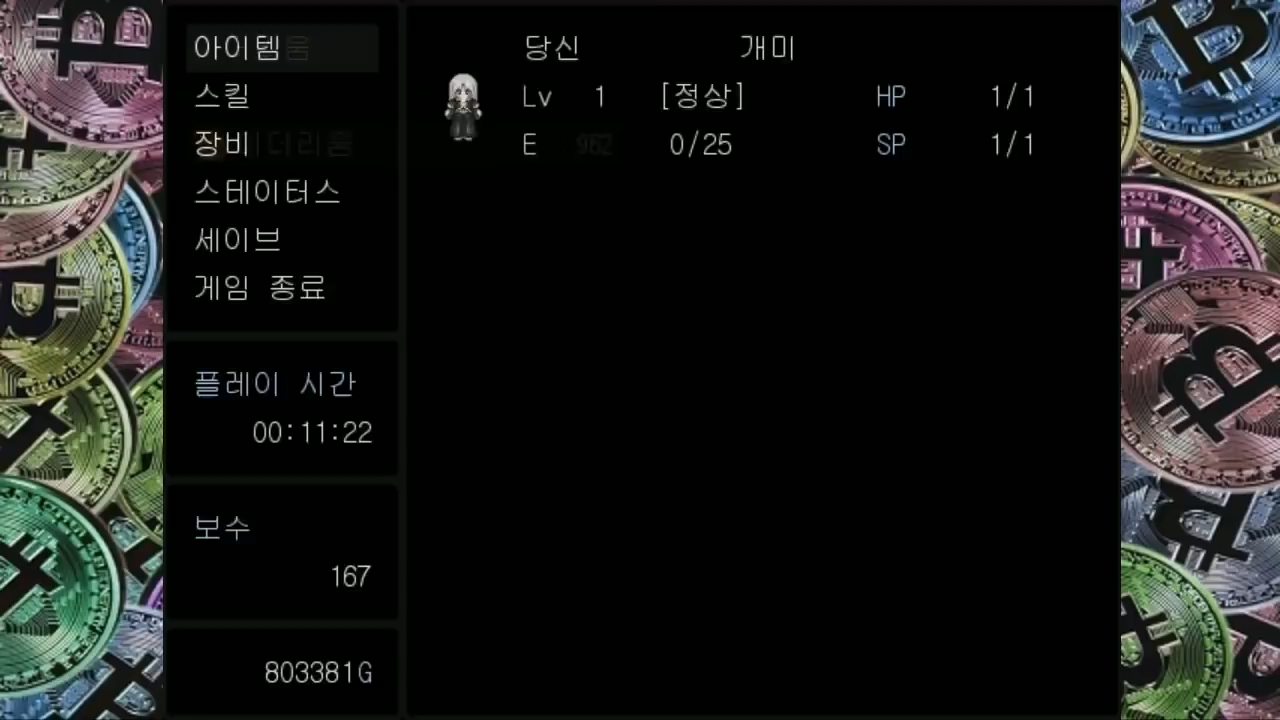 아이템
스킬
장비
스테이터스
세이브
게임 종료
플레이 시간
00:11:22
보수
167
803381G
당신 개미
Lv 1 [정상] HP 1/1
E 0/25 SP 1/1